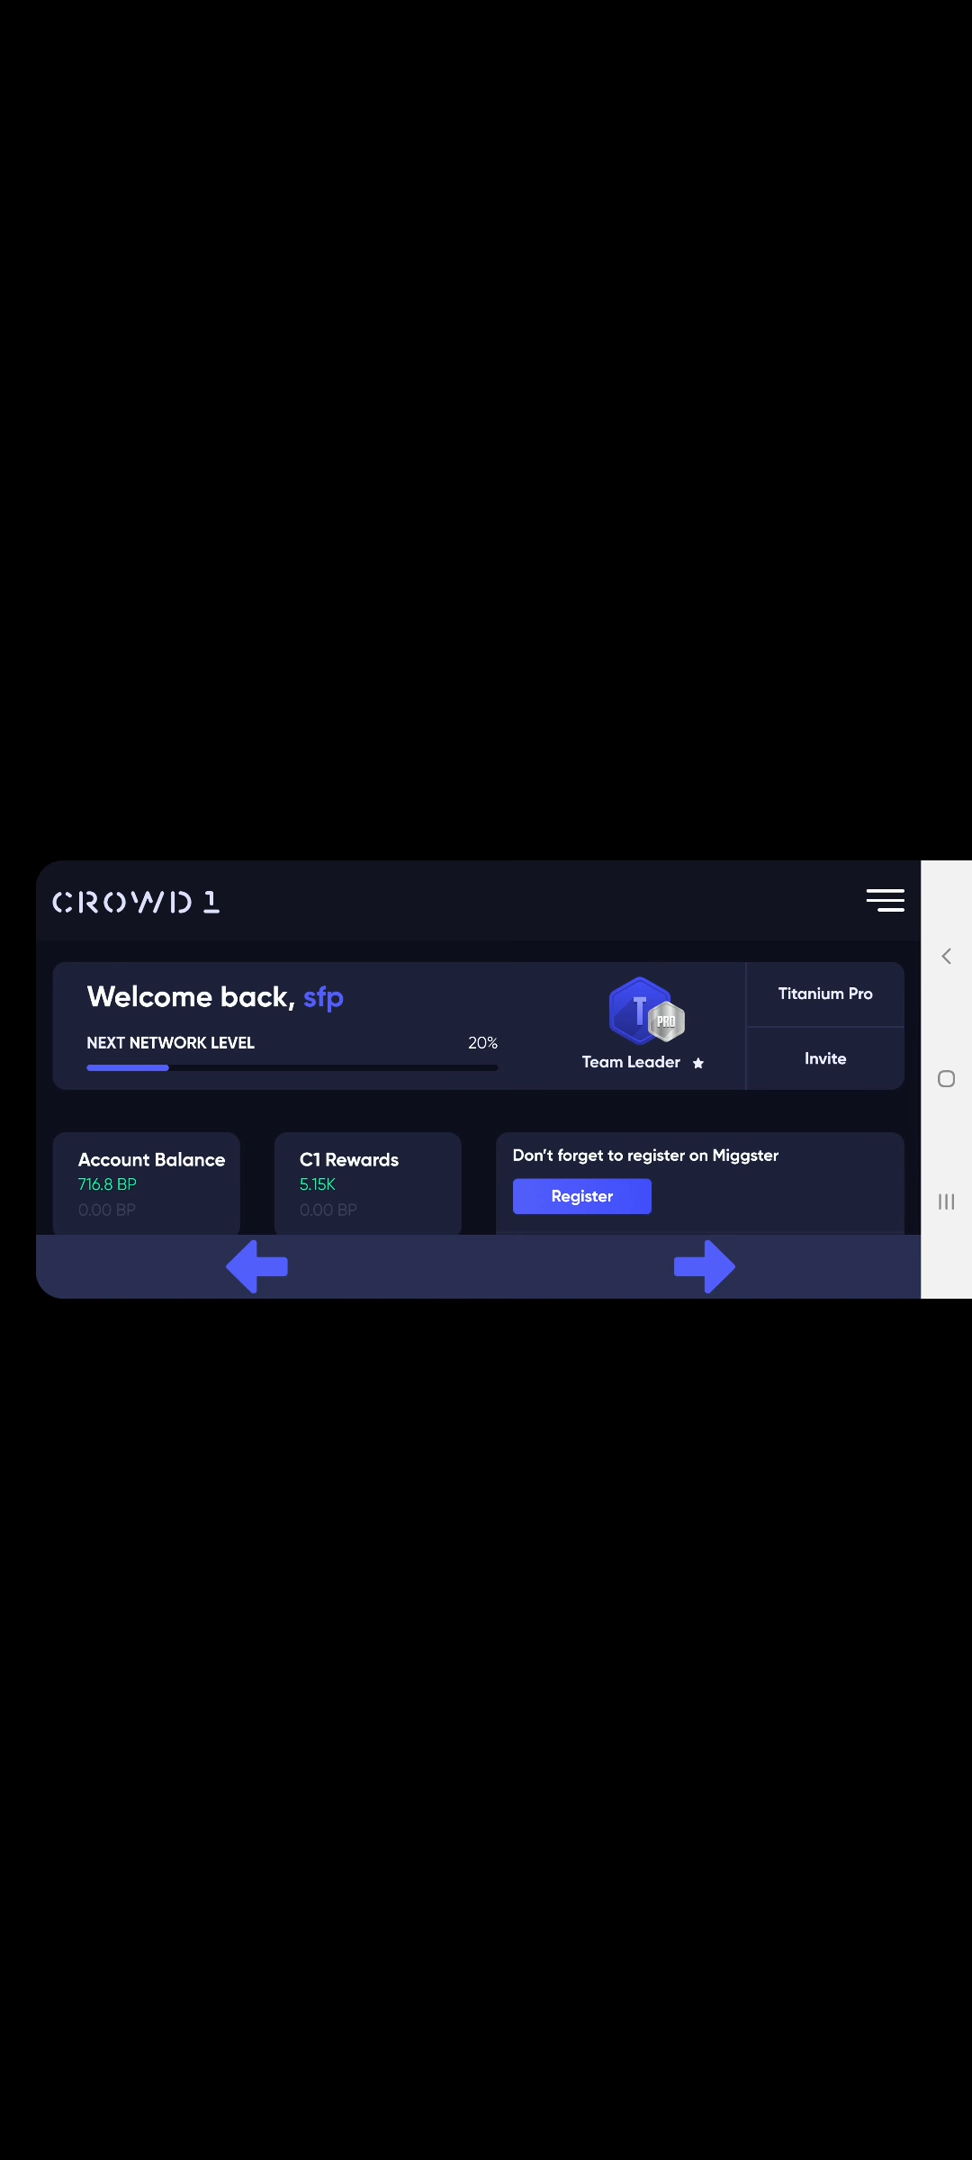 CROWD 1
Welcome back, sfp
NEXT NETWORK LEVEL 20%
T PRO
Team Leader
Titanium Pro
Invite
Account Balance
716.8 BP
0.00 BP
C1 Rewards
5.15K
0.00 BP
Don't forget to register on Miggster
Register